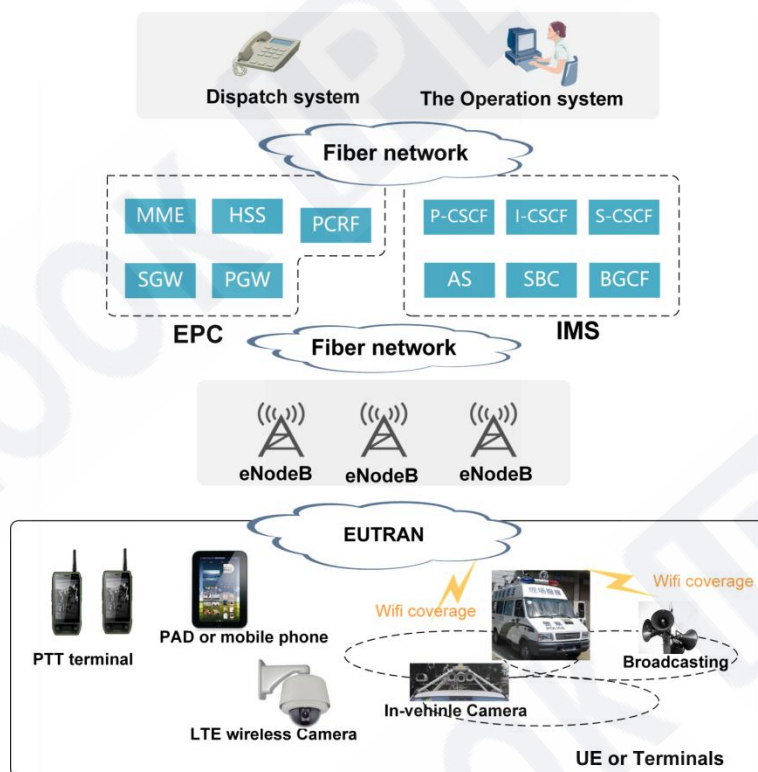 Dispatch system
The Operation system
Fiber network
MME
HSS
PCRF
SGW
PGW
EPC
P-CSCF
I-CSCF
S-CSCF
AS
SBC
BGCF
IMS
Fiber network
eNodeB
eNodeB
eNodeB
EUTRAN
Wifi coverage
Wifi coverage
PTT terminal
PAD or mobile phone
LTE wireless Camera
In-vehinle Camera
Broadcasting
UE or Terminals